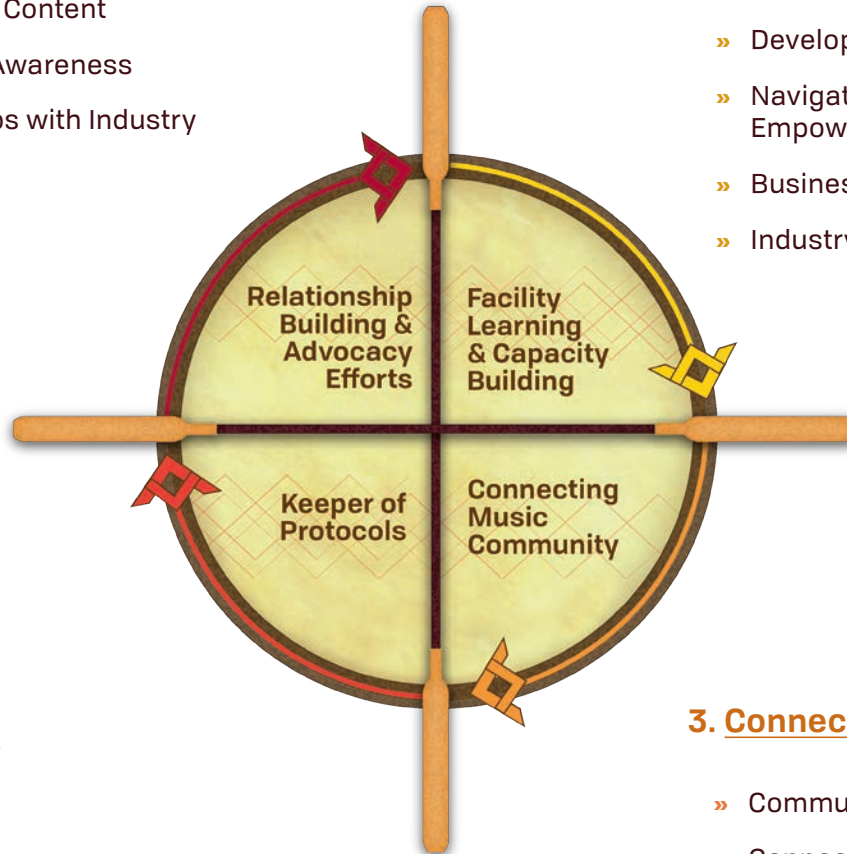 Content
Awareness
os with Industry
» Develop
» Navigat
Empow
» Busines
» Industry
Relationship
Building &
Advocacy
Efforts
Facility
Learning
& Capacity
Building
Keeper of
Protocols
Connecting
Music
Community
3. Connec
» Commu